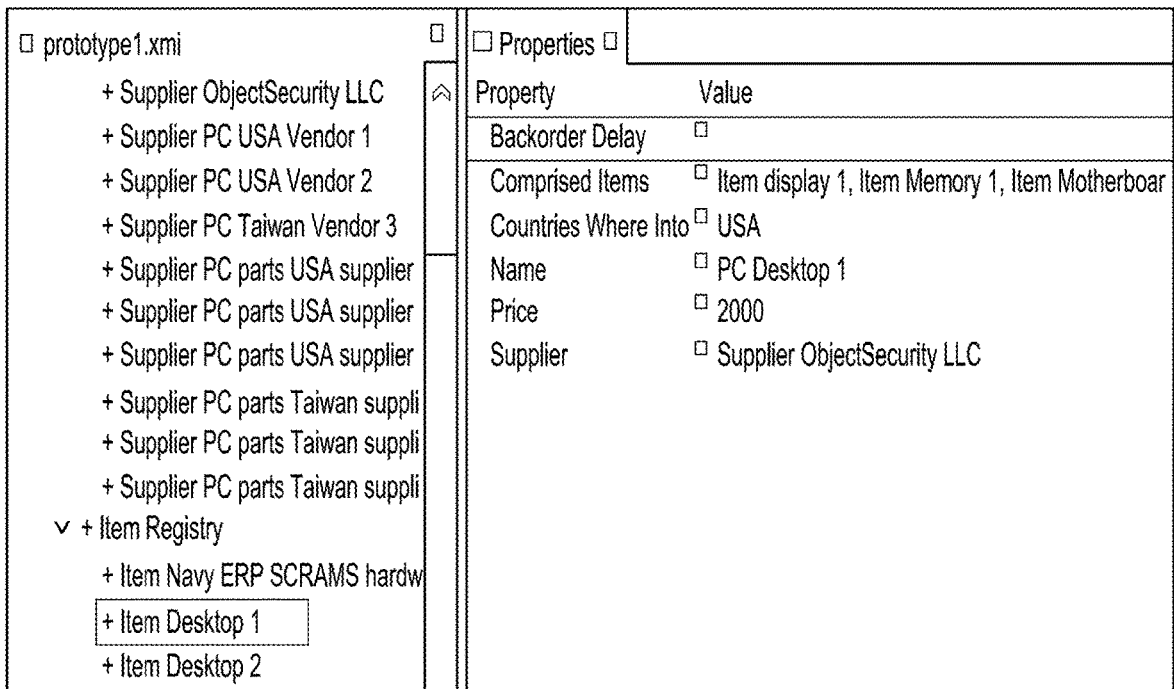 prototype1.xmi
+ Supplier ObjectSecurity LLC
+ Supplier PC USA Vendor 1
+ Supplier PC USA Vendor 2
+ Supplier PC Taiwan Vendor 3
+ Supplier PC parts USA supplier
+ Supplier PC parts USA supplier
+ Supplier PC parts USA supplier
+ Supplier PC parts Taiwan suppli
+ Supplier PC parts Taiwan suppli
+ Supplier PC parts Taiwan suppli
v + Item Registry
+ Item Navy ERP SCRAMS hardw
+ Item Desktop 1
+ Item Desktop 2
Properties
Property Value
Backorder Delay
Comprised Items Item display 1, Item Memory 1, Item Motherboar
Countries Where Into USA
Name PC Desktop 1
Price 2000
Supplier Supplier ObjectSecurity LLC